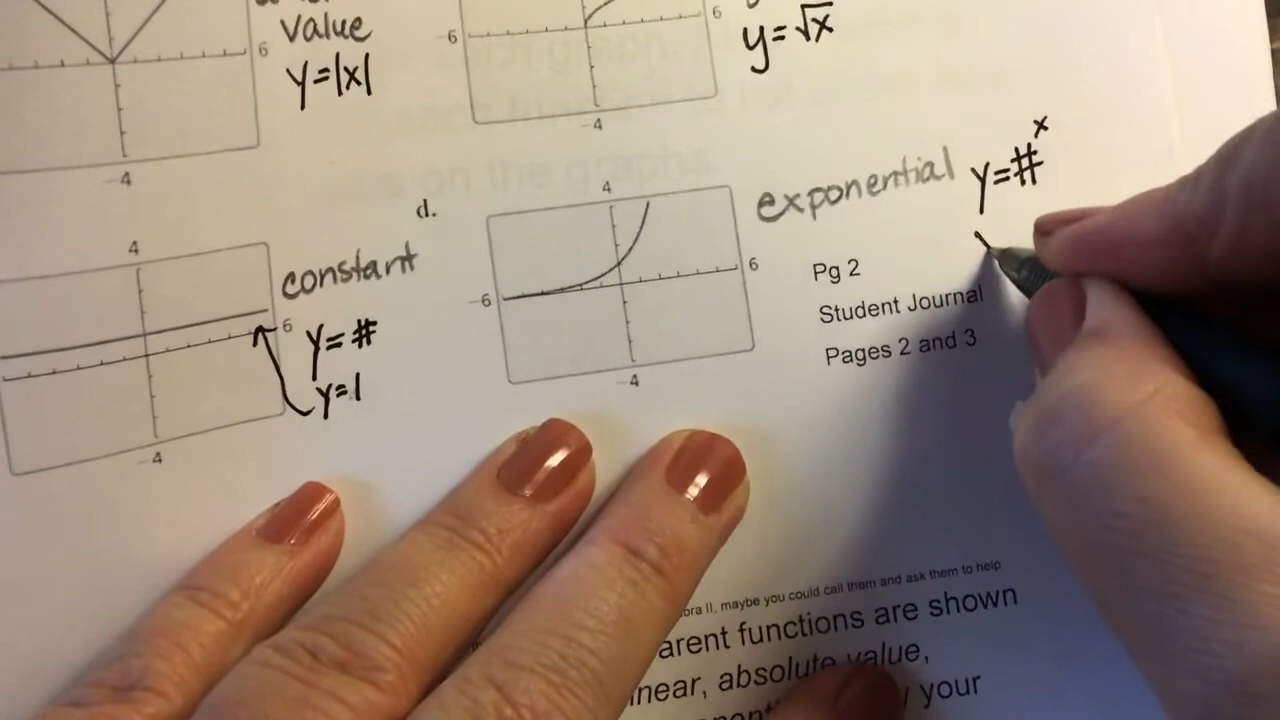 value
y=|x|
6
-4
6
-6
y=√x
-4
4
constant
6
y=#
y=1
-4
d.
4
exponential y=#ˣ
6
-6
-4
Pg 2
Student Journal
Pages 2 and 3
II, maybe you could call them and ask them to help
functions are shown
absolute value,
your